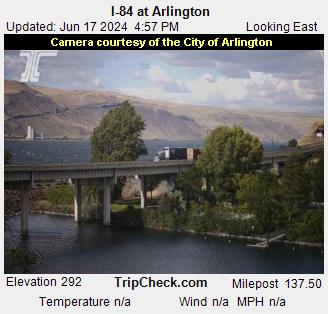 I-84 at Arlington
Updated: Jun 17 2024 4:57 PM Looking East
Camera courtesy of the City of Arlington
Elevation 292 TripCheck.com Milepost 137.50
Temperature n/a Wind n/a MPH n/a